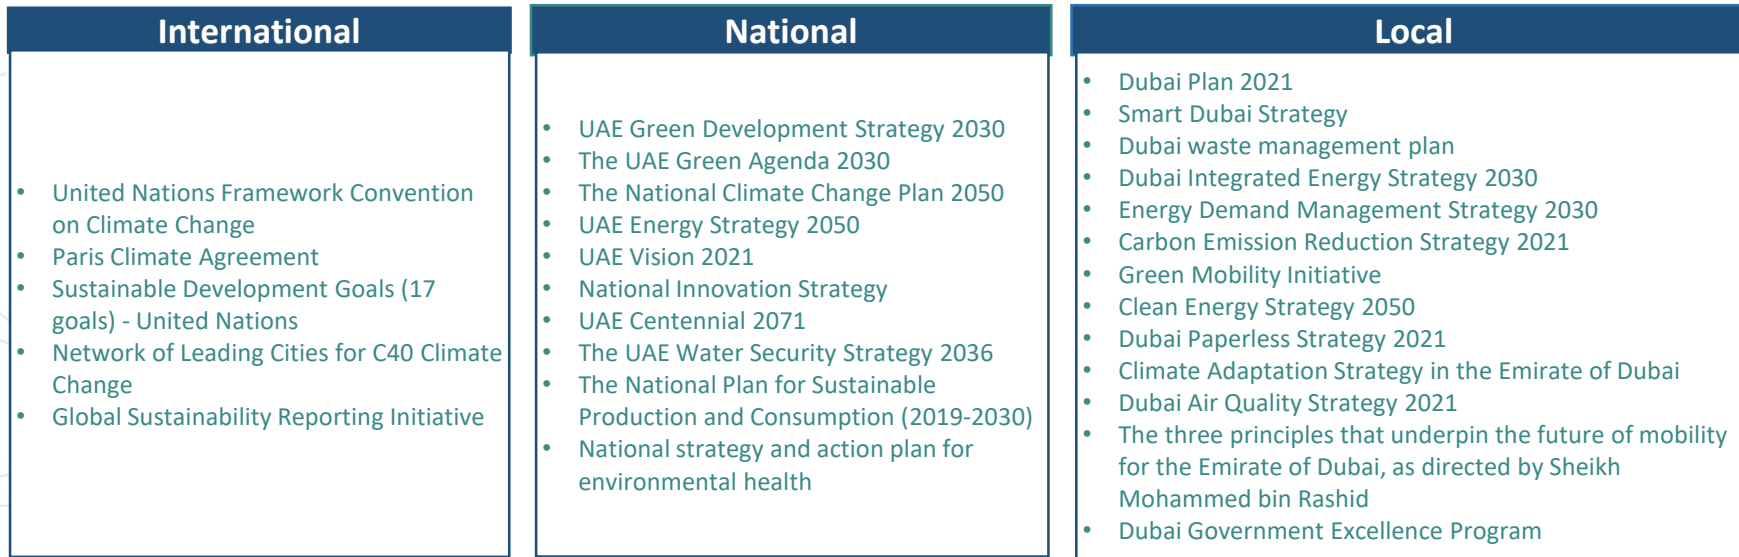 International
• United Nations Framework Convention
on Climate Change
• Paris Climate Agreement
• Sustainable Development Goals (17
goals) - United Nations
• Network of Leading Cities for C40 Climate
Change
• Global Sustainability Reporting Initiative
National
• UAE Green Development Strategy 2030
• The UAE Green Agenda 2030
• The National Climate Change Plan 2050
• UAE Energy Strategy 2050
• UAE Vision 2021
• National Innovation Strategy
• UAE Centennial 2071
• The UAE Water Security Strategy 2036
• The National Plan for Sustainable
Production and Consumption (2019-2030)
• National strategy and action plan for
environmental health
Local
• Dubai Plan 2021
• Smart Dubai Strategy
• Dubai waste management plan
• Dubai Integrated Energy Strategy 2030
• Energy Demand Management Strategy 2030
• Carbon Emission Reduction Strategy 2021
• Green Mobility Initiative
• Clean Energy Strategy 2050
• Dubai Paperless Strategy 2021
• Climate Adaptation Strategy in the Emirate of Dubai
• Dubai Air Quality Strategy 2021
• The three principles that underpin the future of mobility
for the Emirate of Dubai, as directed by Sheikh
Mohammed bin Rashid
• Dubai Government Excellence Program